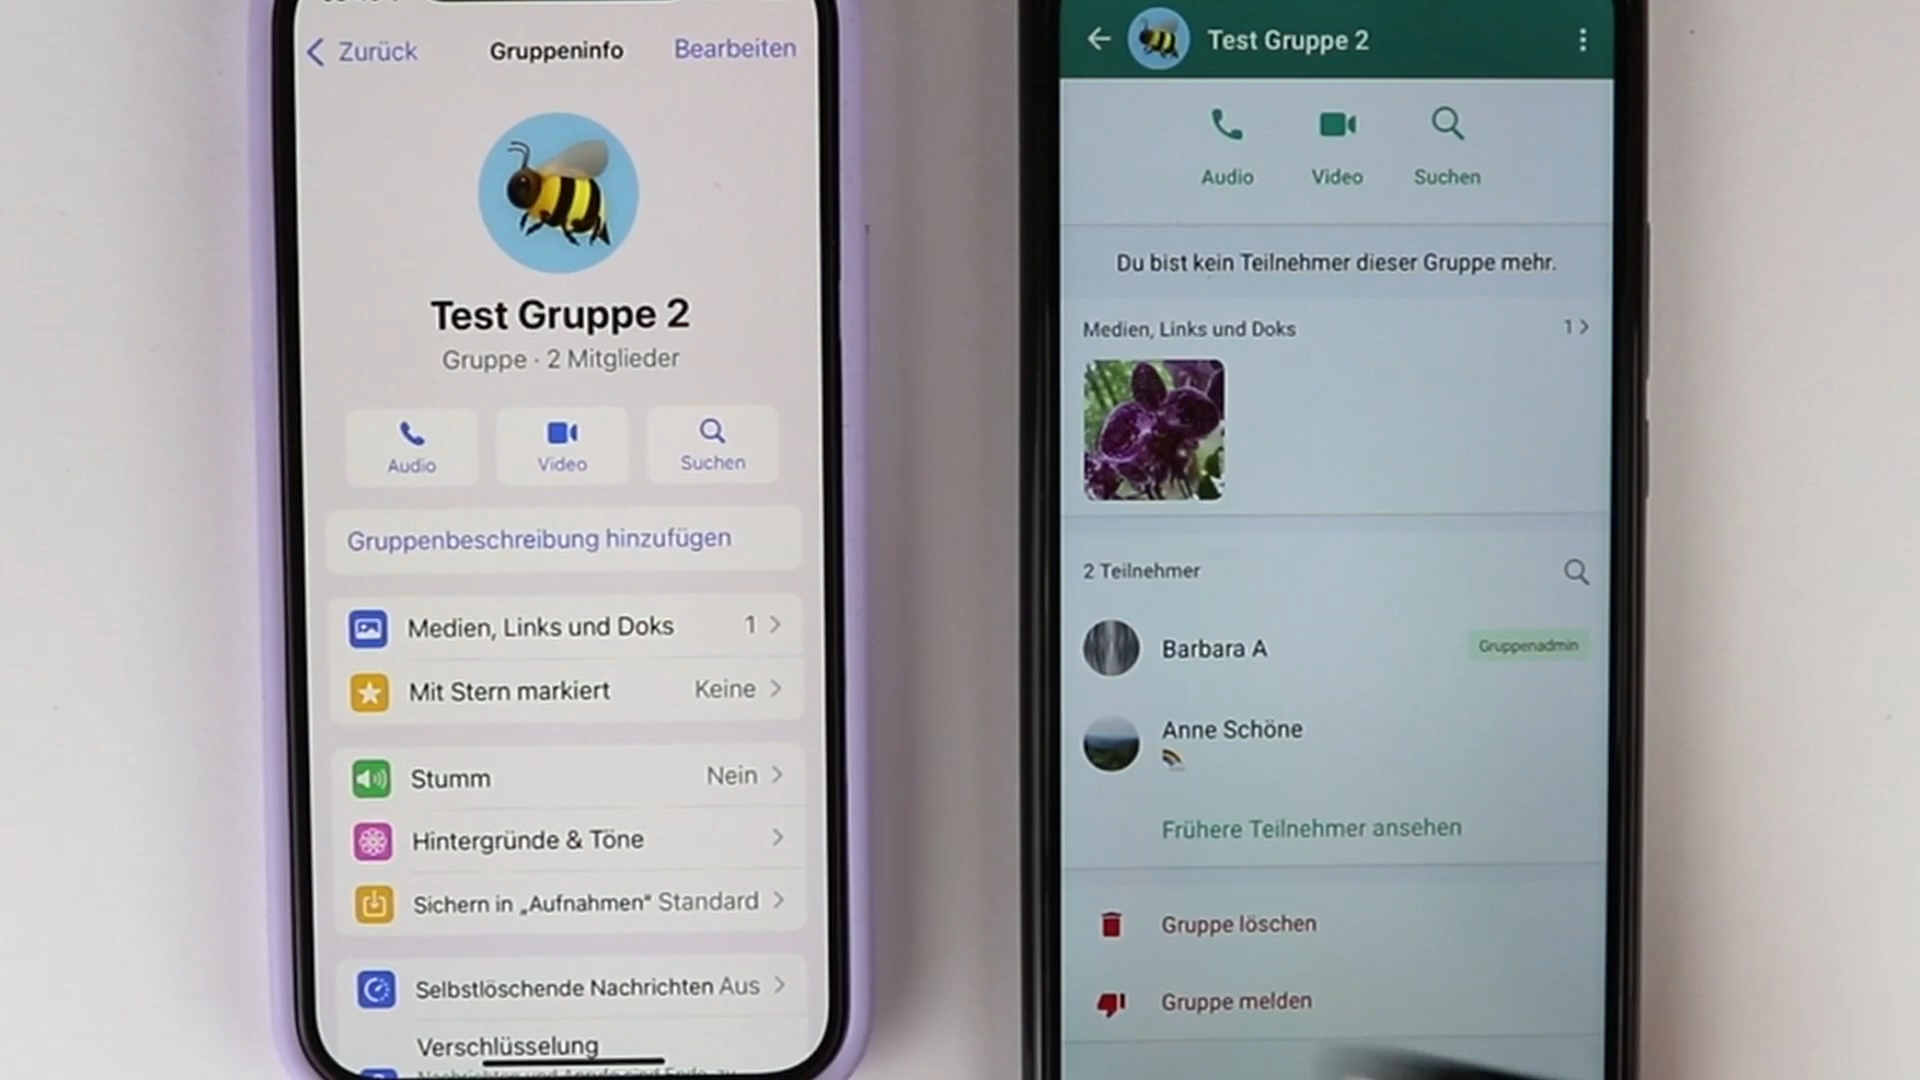 Zurück
Gruppeninfo
Bearbeiten
Test Gruppe 2
Gruppe · 2 Mitglieder
Audio
Video
Suchen
Gruppenbeschreibung hinzufügen
Medien, Links und Doks 1
Mit Stern markiert Keine
Stumm Nein
Hintergründe & Töne
Sichern in „Aufnahmen“ Standard
Selbstlöschende Nachrichten Aus
Verschlüsselung
Test Gruppe 2
Audio
Video
Suchen
Du bist kein Teilnehmer dieser Gruppe mehr.
Medien, Links und Doks 1
2 Teilnehmer
Barbara A Gruppenadmin
Anne Schöne
Frühere Teilnehmer ansehen
Gruppe löschen
Gruppe melden